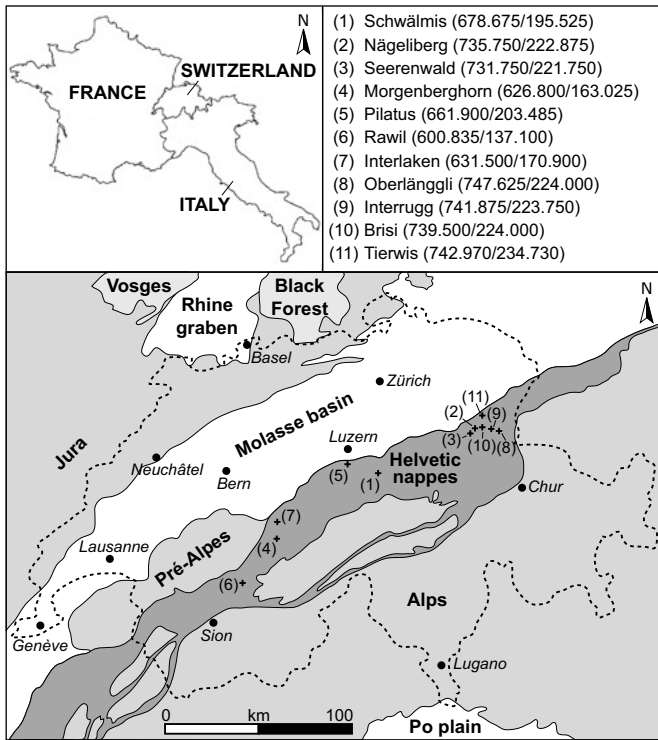 N
FRANCE
SWITZERLAND
ITALY
(1) Schwälmis (678.675/195.525)
(2) Nägeliberg (735.750/222.875)
(3) Seerenwald (731.750/221.750)
(4) Morgenberghorn (626.800/163.025)
(5) Pilatus (661.900/203.485)
(6) Rawil (600.835/137.100)
(7) Interlaken (631.500/170.900)
(8) Oberlänggli (747.625/224.000)
(9) Interrugg (741.875/223.750)
(10) Brisi (739.500/224.000)
(11) Tierwis (742.970/234.730)
Vosges
Rhine
graben
Black
Forest
N
Basel
Zürich
Jura
Molasse basin
(11)
(2)
(9)
(3)
(10)
(8)
Luzern
Neuchâtel
Bern
(5)
(1)
Helvetic
nappes
Chur
(7)
(4)
Lausanne
Pré-Alpes
(6)
Alps
Genève
Sion
Lugano
0
km
100
Po plain